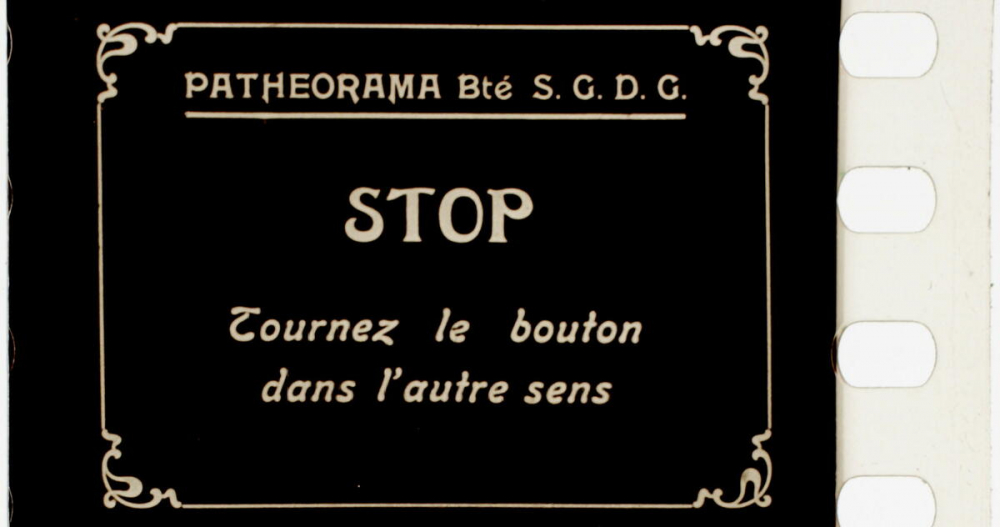 PATHEORAMA Bté S. G. D. G.
STOP
Tournez le bouton
dans l'autre sens